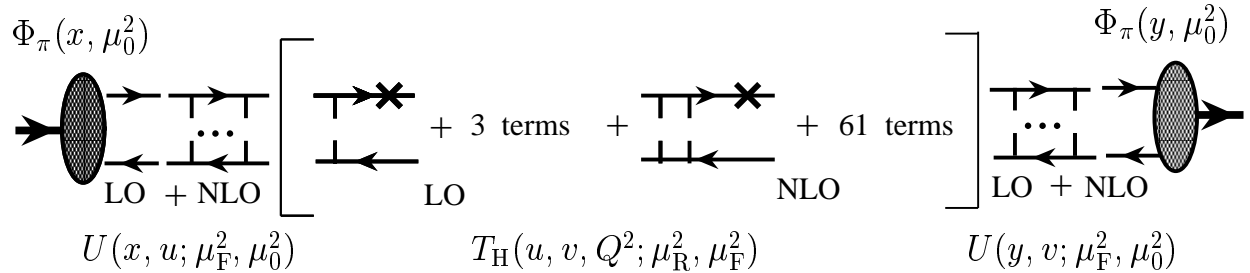 Φ_π(x, μ_0^2)
Φ_π(y, μ_0^2)
+ 3 terms + + 61 terms
LO + NLO
LO
NLO
LO + NLO
U(x, u; μ_F^2, μ_0^2)
T_H(u, v, Q^2; μ_R^2, μ_F^2)
U(y, v; μ_F^2, μ_0^2)